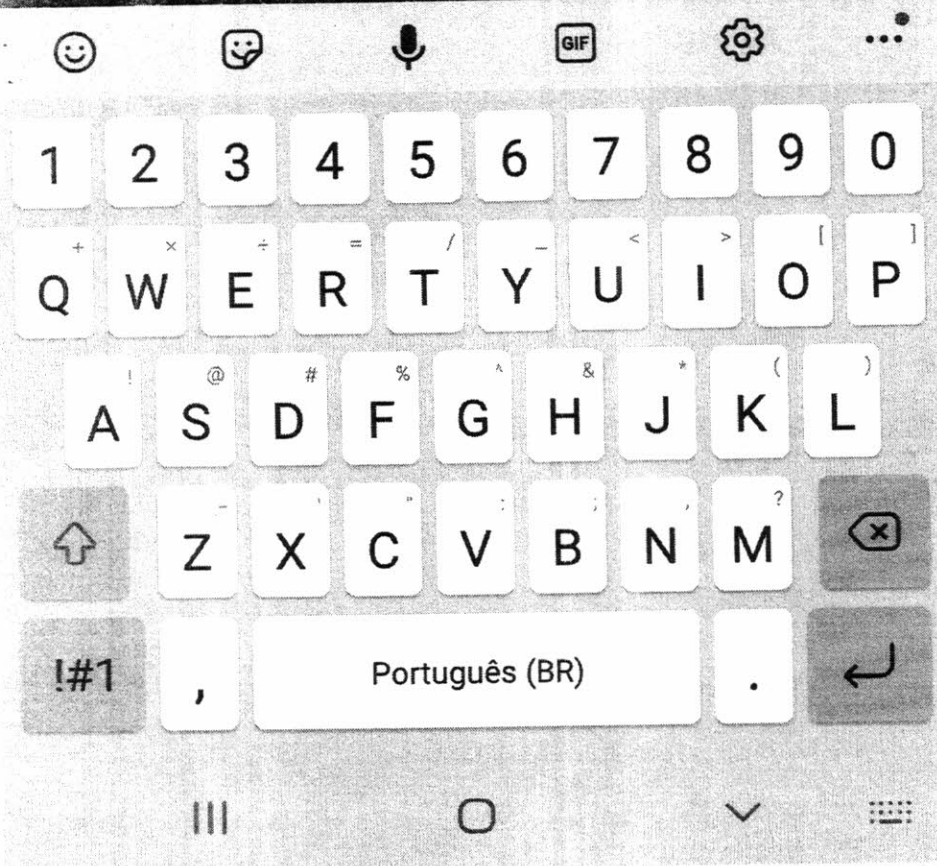 GIF
1 2 3 4 5 6 7 8 9 0
+ × ÷ = / _ < > [ ]
Q W E R T Y U I O P
! @ # % ^ & * ( )
A S D F G H J K L
- ' " : ; , ?
Z X C V B N M
!#1 , Português (BR) .